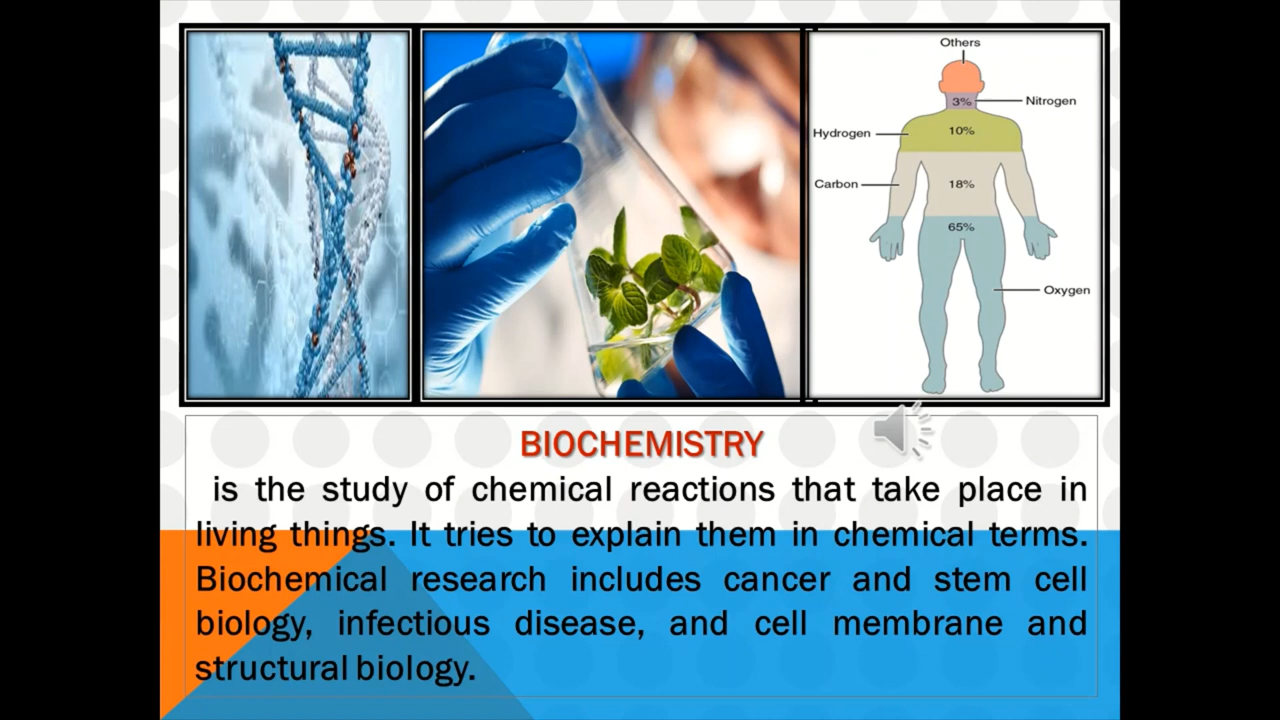 Others
3%
Nitrogen
Hydrogen
10%
Carbon
18%
65%
Oxygen
BIOCHEMISTRY
is the study of chemical reactions that take place in
living things. It tries to explain them in chemical terms.
Biochemical research includes cancer and stem cell
biology, infectious disease, and cell membrane and
structural biology.